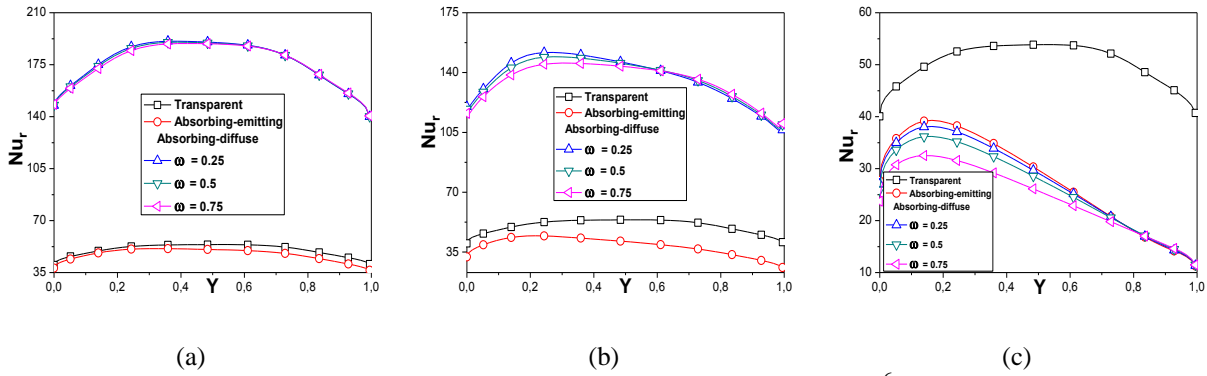 210
175
140
105
70
35
Nu_r
Transparent
Absorbing-emitting
Absorbing-diffuse
ω = 0.25
ω = 0.5
ω = 0.75
0,0 0,2 0,4 0,6 0,8 1,0
Y
(a)
175
140
105
70
35
Nu_r
Transparent
Absorbing-emitting
Absorbing-diffuse
ω = 0.25
ω = 0.5
ω = 0.75
0,0 0,2 0,4 0,6 0,8 1,0
Y
(b)
60
50
40
30
20
10
Nu_r
Transparent
Absorbing-emitting
Absorbing-diffuse
ω = 0.25
ω = 0.5
ω = 0.75
0,0 0,2 0,4 0,6 0,8 1,0
Y
(c)